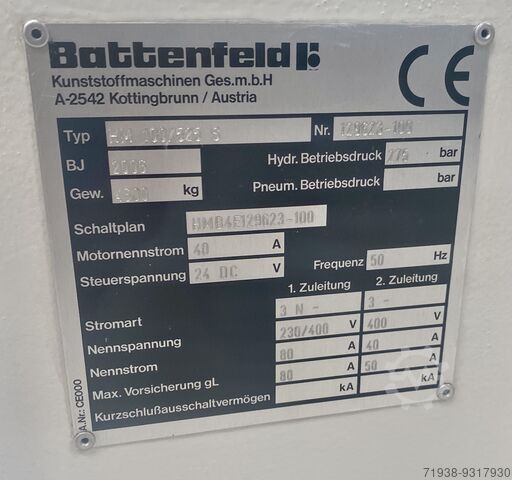 Battenfeld
Kunststoffmaschinen Ges.m.b.H
A-2542 Kottingbrunn / Austria
CE
Typ HM 100/525 S Nr. 129623-100
BJ 2006 Hydr. Betriebsdruck 275 bar
Gew. 4300 kg Pneum. Betriebsdruck bar
Schaltplan HMB4E129623-100
Motornennstrom 40 A
Steuerspannung 24 DC V Frequenz 50 Hz
1. Zuleitung 2. Zuleitung
Stromart 3 N ~ 3 ~
Nennspannung 230/400 V 400 V
Nennstrom 80 A 40 A
Max. Vorsicherung gL 80 A 50 A
Kurzschlußausschaltvermögen kA kA
A.Nr.: CE000
71938-9317930